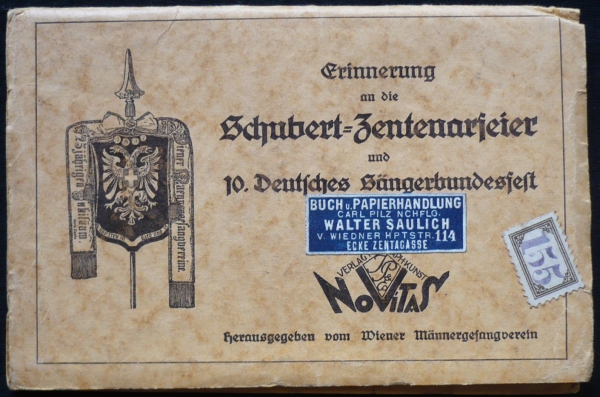 Erinnerung
an die
Schubert=Zentenarfeier
und
10. Deutsches Sängerbundesfest
BUCH u. PAPIERHANDLUNG
CARL PILZ NCHFLG.
WALTER SAULICH
V. WIEDNER HPTSTR. 114
ECKE ZENTAGASSE
VERLAG
KUNST
NOVITAS
155
Herausgegeben vom Wiener Männergesangverein